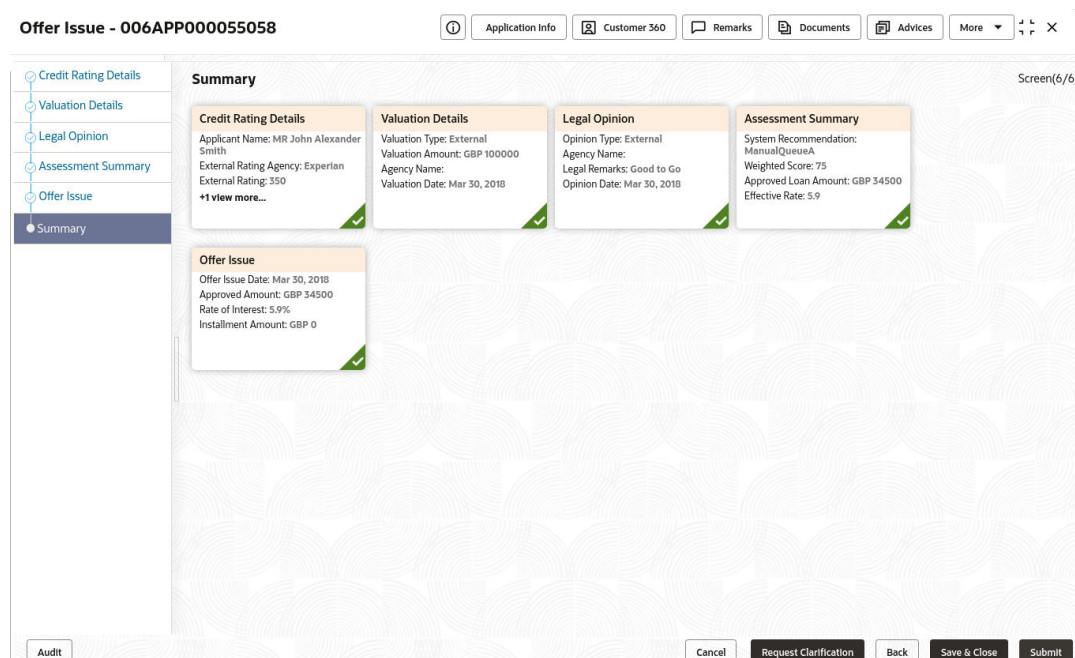 Offer Issue - 006APP000055058
Application Info
Customer 360
Remarks
Documents
Advices
More
Credit Rating Details
Valuation Details
Legal Opinion
Assessment Summary
Offer Issue
Summary
Summary
Screen(6/6
Credit Rating Details
Applicant Name: MR John Alexander
Smith
External Rating Agency: Experian
External Rating: 350
+1 view more...
Valuation Details
Valuation Type: External
Valuation Amount: GBP 100000
Agency Name:
Valuation Date: Mar 30, 2018
Legal Opinion
Opinion Type: External
Agency Name:
Legal Remarks: Good to Go
Opinion Date: Mar 30, 2018
Assessment Summary
System Recommendation:
ManualQueueA
Weighted Score: 75
Approved Loan Amount: GBP 34500
Effective Rate: 5.9
Offer Issue
Offer Issue Date: Mar 30, 2018
Approved Amount: GBP 34500
Rate of Interest: 5.9%
Installment Amount: GBP 0
Audit
Cancel
Request Clarification
Back
Save & Close
Submit